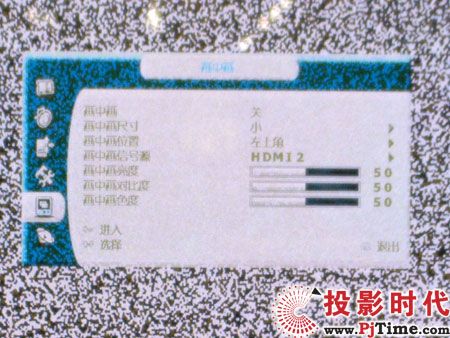 画中画
画中画 关
画中画尺寸 小
画中画位置 左上角
画中画信号源 HDMI 2
画中画亮度 50
画中画对比度 50
画中画色度 50
进入
选择 退出
投影时代
www.PjTime.com